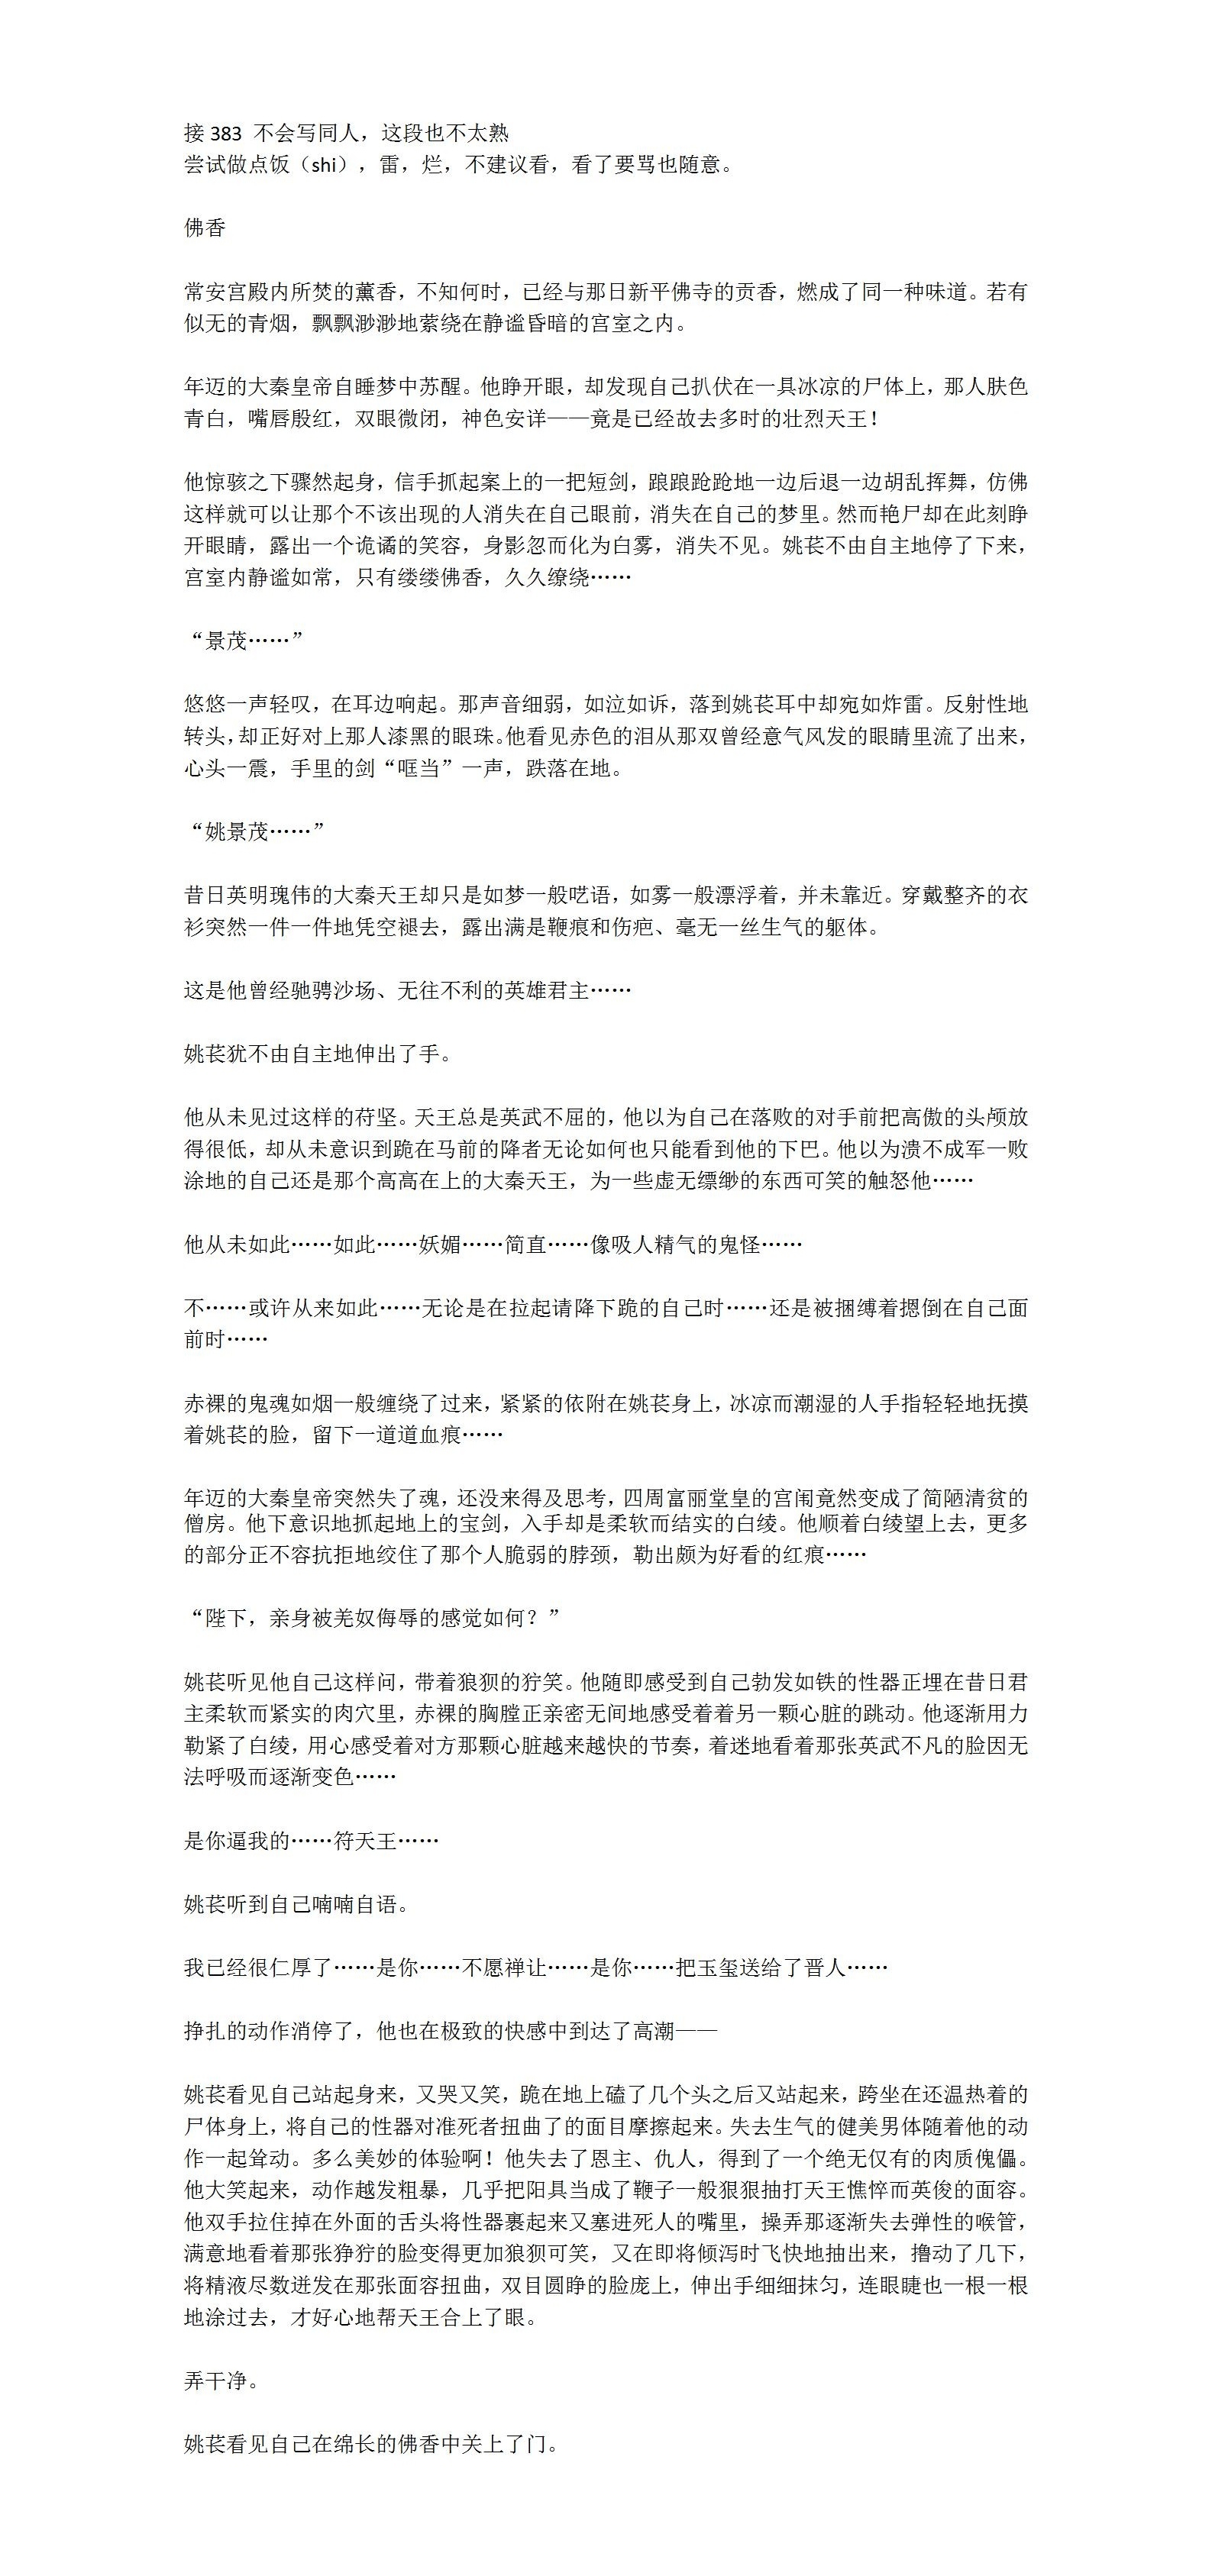 接 383 不会写同人，这段也不太熟
尝试做点饭（shi），雷，烂，不建议看，看了要骂也随意。
佛香
常安宫殿内所焚的薰香，不知何时，已经与那日新平佛寺的贡香，燃成了同一种味道。若有
似无的青烟，飘飘渺渺地萦绕在静谧昏暗的宫室之内。
年迈的大秦皇帝自睡梦中苏醒。他睁开眼，却发现自己扒伏在一具冰凉的尸体上，那人肤色
青白，嘴唇殷红，双眼微闭，神色安详——竟是已经故去多时的壮烈天王！
他惊骇之下骤然起身，信手抓起案上的一把短剑，踉踉跄跄地一边后退一边胡乱挥舞，仿佛
这样就可以让那个不该出现的人消失在自己眼前，消失在自己的梦里。然而艳尸却在此刻睁
开眼睛，露出一个诡谲的笑容，身影忽而化为白雾，消失不见。姚苌不由自主地停了下来，
宫室内静谧如常，只有缕缕佛香，久久缭绕……
“景茂……”
悠悠一声轻叹，在耳边响起。那声音细弱，如泣如诉，落到姚苌耳中却宛如炸雷。反射性地
转头，却正好对上那人漆黑的眼珠。他看见赤色的泪从那双曾经意气风发的眼睛里流了出来，
心头一震，手里的剑“哐当”一声，跌落在地。
“姚景茂……”
昔日英明瑰伟的大秦天王却只是如梦一般呓语，如雾一般漂浮着，并未靠近。穿戴整齐的衣
衫突然一件一件地凭空褪去，露出满是鞭痕和伤疤、毫无一丝生气的躯体。
这是他曾经驰骋沙场、无往不利的英雄君主……
姚苌犹不由自主地伸出了手。
他从未见过这样的苻坚。天王总是英武不屈的，他以为自己在落败的对手前把高傲的头颅放
得很低，却从未意识到跪在马前的降者无论如何也只能看到他的下巴。他以为溃不成军一败
涂地的自己还是那个高高在上的大秦天王，为一些虚无缥缈的东西可笑的触怒他……
他从未如此……如此……妖媚……简直……像吸人精气的鬼怪……
不……或许从来如此……无论是在拉起请降下跪的自己时……还是被捆缚着摁倒在自己面
前时……
赤裸的鬼魂如烟一般缠绕了过来，紧紧的依附在姚苌身上，冰凉而潮湿的人手指轻轻地抚摸
着姚苌的脸，留下一道道血痕……
年迈的大秦皇帝突然失了魂，还没来得及思考，四周富丽堂皇的宫闱竟然变成了简陋清贫的
僧房。他下意识地抓起地上的宝剑，入手却是柔软而结实的白绫。他顺着白绫望上去，更多
的部分正不容抗拒地绞住了那个人脆弱的脖颈，勒出颇为好看的红痕……
“陛下，亲身被羌奴侮辱的感觉如何？”
姚苌听见他自己这样问，带着狼狈的狞笑。他随即感受到自己勃发如铁的性器正埋在昔日君
主柔软而紧实的肉穴里，赤裸的胸膛正亲密无间地感受着着另一颗心脏的跳动。他逐渐用力
勒紧了白绫，用心感受着对方那颗心脏越来越快的节奏，着迷地看着那张英武不凡的脸因无
法呼吸而逐渐变色……
是你逼我的……符天王……
姚苌听到自己喃喃自语。
我已经很仁厚了……是你……不愿禅让……是你……把玉玺送给了晋人……
挣扎的动作消停了，他也在极致的快感中到达了高潮——
姚苌看见自己站起身来，又哭又笑，跪在地上磕了几个头之后又站起来，跨坐在还温热着的
尸体身上，将自己的性器对准死者扭曲了的面目摩擦起来。失去生气的健美男体随着他的动
作一起耸动。多么美妙的体验啊！他失去了恩主、仇人，得到了一个绝无仅有的肉质傀儡。
他大笑起来，动作越发粗暴，几乎把阳具当成了鞭子一般狠狠抽打天王憔悴而英俊的面容。
他双手拉住掉在外面的舌头将性器裹起来又塞进死人的嘴里，操弄那逐渐失去弹性的喉管，
满意地看着那张狰狞的脸变得更加狼狈可笑，又在即将倾泻时飞快地抽出来，撸动了几下，
将精液尽数迸发在那张面容扭曲，双目圆睁的脸庞上，伸出手细细抹匀，连眼睫也一根一根
地涂过去，才好心地帮天王合上了眼。
弄干净。
姚苌看见自己在绵长的佛香中关上了门。